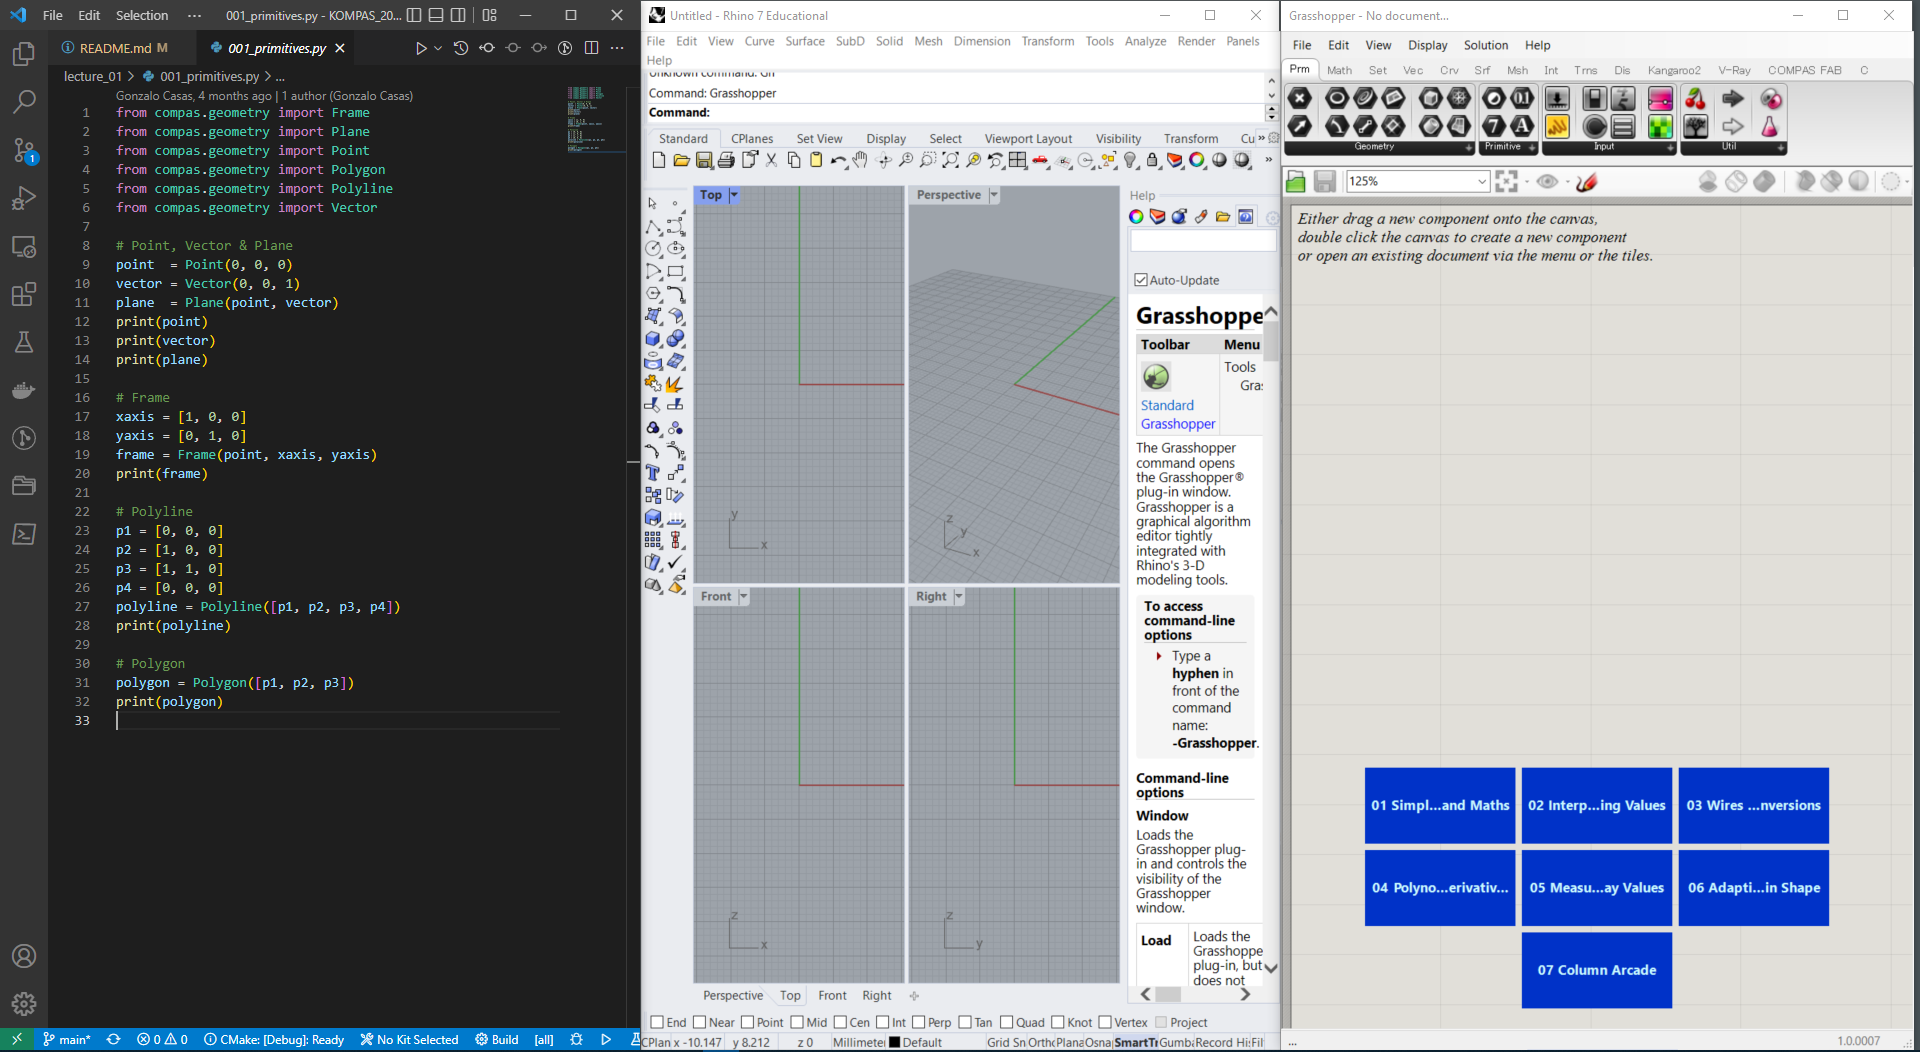 File Edit Selection ··· 001_primitives.py - KOMPAS_20...
README.md M 001_primitives.py
lecture_01 > 001_primitives.py > ...
Gonzalo Casas, 4 months ago | 1 author (Gonzalo Casas)
1 from compas.geometry import Frame
2 from compas.geometry import Plane
3 from compas.geometry import Point
4 from compas.geometry import Polygon
5 from compas.geometry import Polyline
6 from compas.geometry import Vector
7
8 # Point, Vector & Plane
9 point = Point(0, 0, 0)
10 vector = Vector(0, 0, 1)
11 plane = Plane(point, vector)
12 print(point)
13 print(vector)
14 print(plane)
15
16 # Frame
17 xaxis = [1, 0, 0]
18 yaxis = [0, 1, 0]
19 frame = Frame(point, xaxis, yaxis)
20 print(frame)
21
22 # Polyline
23 p1 = [0, 0, 0]
24 p2 = [1, 0, 0]
25 p3 = [1, 1, 0]
26 p4 = [0, 0, 0]
27 polyline = Polyline([p1, p2, p3, p4])
28 print(polyline)
29
30 # Polygon
31 polygon = Polygon([p1, p2, p3])
32 print(polygon)
33
1
main* 0 0 CMake: [Debug]: Ready No Kit Selected Build [all]
Untitled - Rhino 7 Educational
File Edit View Curve Surface SubD Solid Mesh Dimension Transform Tools Analyze Render Panels
Help
Unknown command: Gh
Command: Grasshopper
Command:
Standard CPlanes Set View Display Select Viewport Layout Visibility Transform Cu »
Top
y
x
Perspective
z
y
x
Front
z
x
Right
z
y
Perspective Top Front Right
End Near Point Mid Cen Int Perp Tan Quad Knot Vertex Project
CPlan x -10.147 y 8.212 z 0 Millimete Default Grid Sn Ortho Plana Osna SmartTr Gumba Record Hi Filt
Help
Auto-Update
Grasshoppe
Toolbar Menu
Tools
Gras
Standard
Grasshopper
The Grasshopper
command opens
the Grasshopper®
plug-in window.
Grasshopper is a
graphical algorithm
editor tightly
integrated with
Rhino's 3-D
modeling tools.
To access
command-line
options
Type a
hyphen in
front of the
command
name:
-Grasshopper.
Command-line
options
Window
Loads the
Grasshopper plug-
in and controls the
visibility of the
Grasshopper
window.
Load Loads the
Grasshoppe
plug-in, but
does not
Grasshopper - No document...
File Edit View Display Solution Help
Prm Math Set Vec Crv Srf Msh Int Trns Dis Kangaroo2 V-Ray COMPAS FAB C
Geometry Primitive Input Util
125%
Either drag a new component onto the canvas,
double click the canvas to create a new component
or open an existing document via the menu or the tiles.
01 Simpl...and Maths 02 Interp...ing Values 03 Wires ...nversions
04 Polyno...erivativ... 05 Measu...ay Values 06 Adapti...in Shape
07 Column Arcade
... 1.0.0007